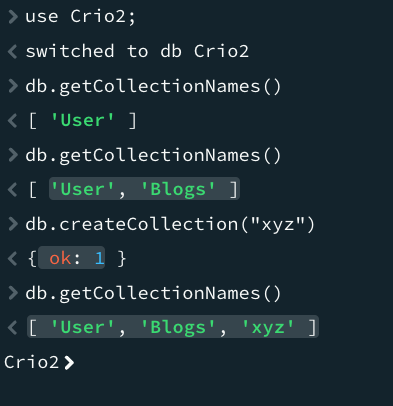 > use Crio2;
< switched to db Crio2
> db.getCollectionNames()
< [ 'User' ]
> db.getCollectionNames()
< [ 'User', 'Blogs' ]
> db.createCollection("xyz")
< { ok: 1 }
> db.getCollectionNames()
< [ 'User', 'Blogs', 'xyz' ]
Crio2>